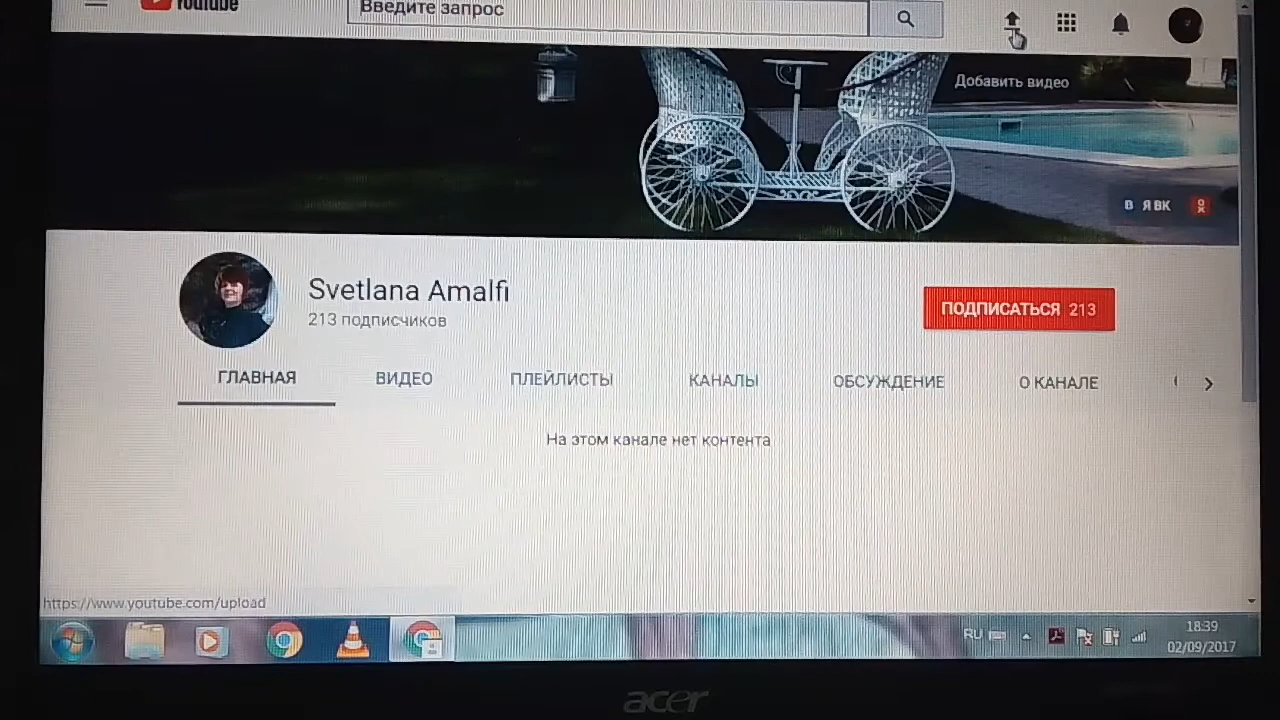 YouTube
Введите запрос
Добавить видео
В Я ВК
Svetlana Amalfi
213 подписчиков
ПОДПИСАТЬСЯ 213
ГЛАВНАЯ ВИДЕО ПЛЕЙЛИСТЫ КАНАЛЫ ОБСУЖДЕНИЕ О КАНАЛЕ
На этом канале нет контента
https://www.youtube.com/upload
RU
18:39
02/09/2017
acer